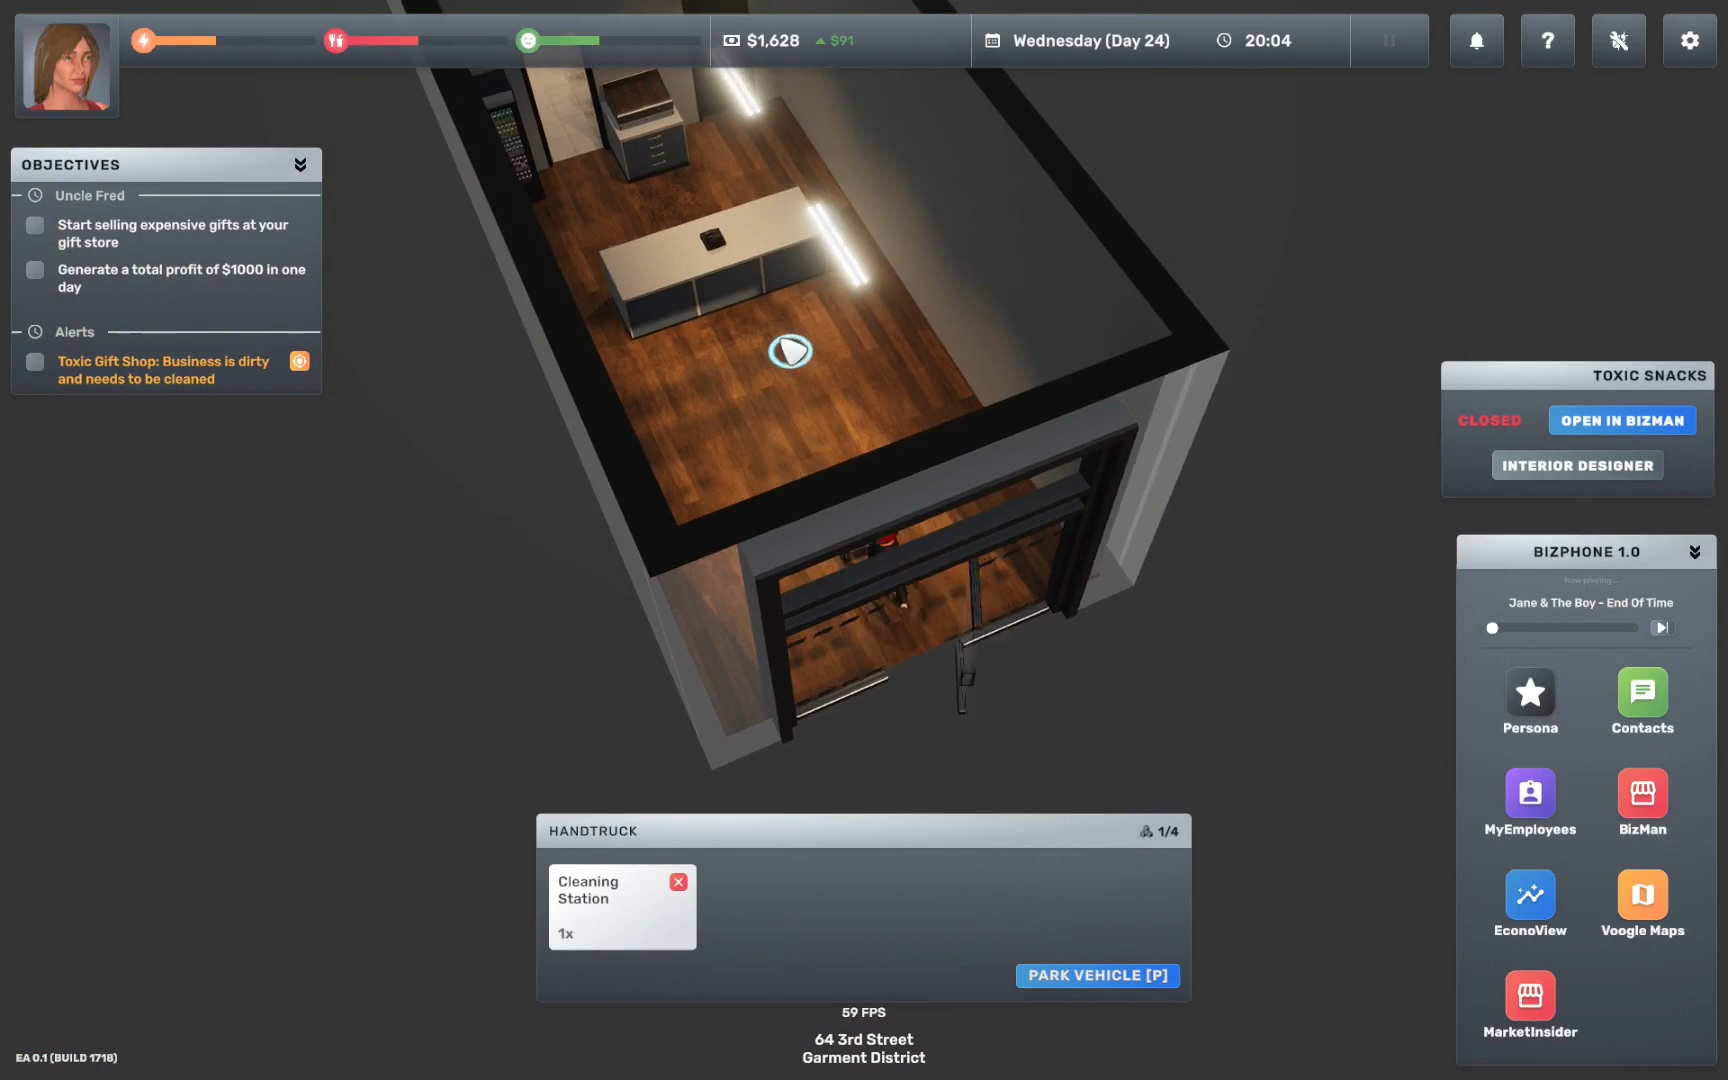 $1,628
$91
Wednesday (Day 24)
20:04
?
OBJECTIVES
Uncle Fred
Start selling expensive gifts at your
gift store
Generate a total profit of $1000 in one
day
Alerts
Toxic Gift Shop: Business is dirty
and needs to be cleaned
TOXIC SNACKS
CLOSED
OPEN IN BIZMAN
INTERIOR DESIGNER
BIZPHONE 1.0
Now playing...
Jane & The Boy - End Of Time
Persona
Contacts
MyEmployees
BizMan
EconoView
Voogle Maps
MarketInsider
HANDTRUCK
1/4
Cleaning
Station
1x
PARK VEHICLE [P]
59 FPS
64 3rd Street
Garment District
EA 0.1 (BUILD 1718)